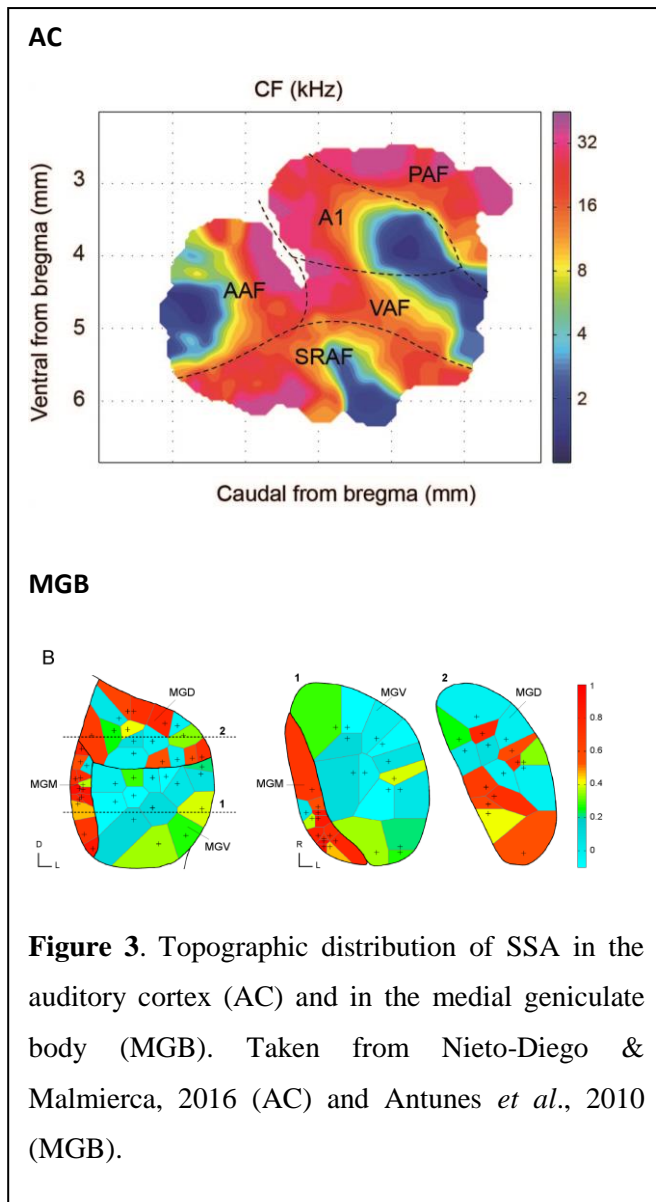 AC
CF (kHz)
Ventral from bregma (mm)
3
4
5
6
PAF
A1
AAF
VAF
SRAF
32
16
8
4
2
Caudal from bregma (mm)
MGB
B
MGD
2
MGM
1
MGV
D
L
1
MGV
MGM
R
L
2
MGD
1
0.8
0.6
0.4
0.2
0
Figure 3. Topographic distribution of SSA in the
auditory cortex (AC) and in the medial geniculate
body (MGB). Taken from Nieto-Diego &
Malmierca, 2016 (AC) and Antunes et al., 2010
(MGB).